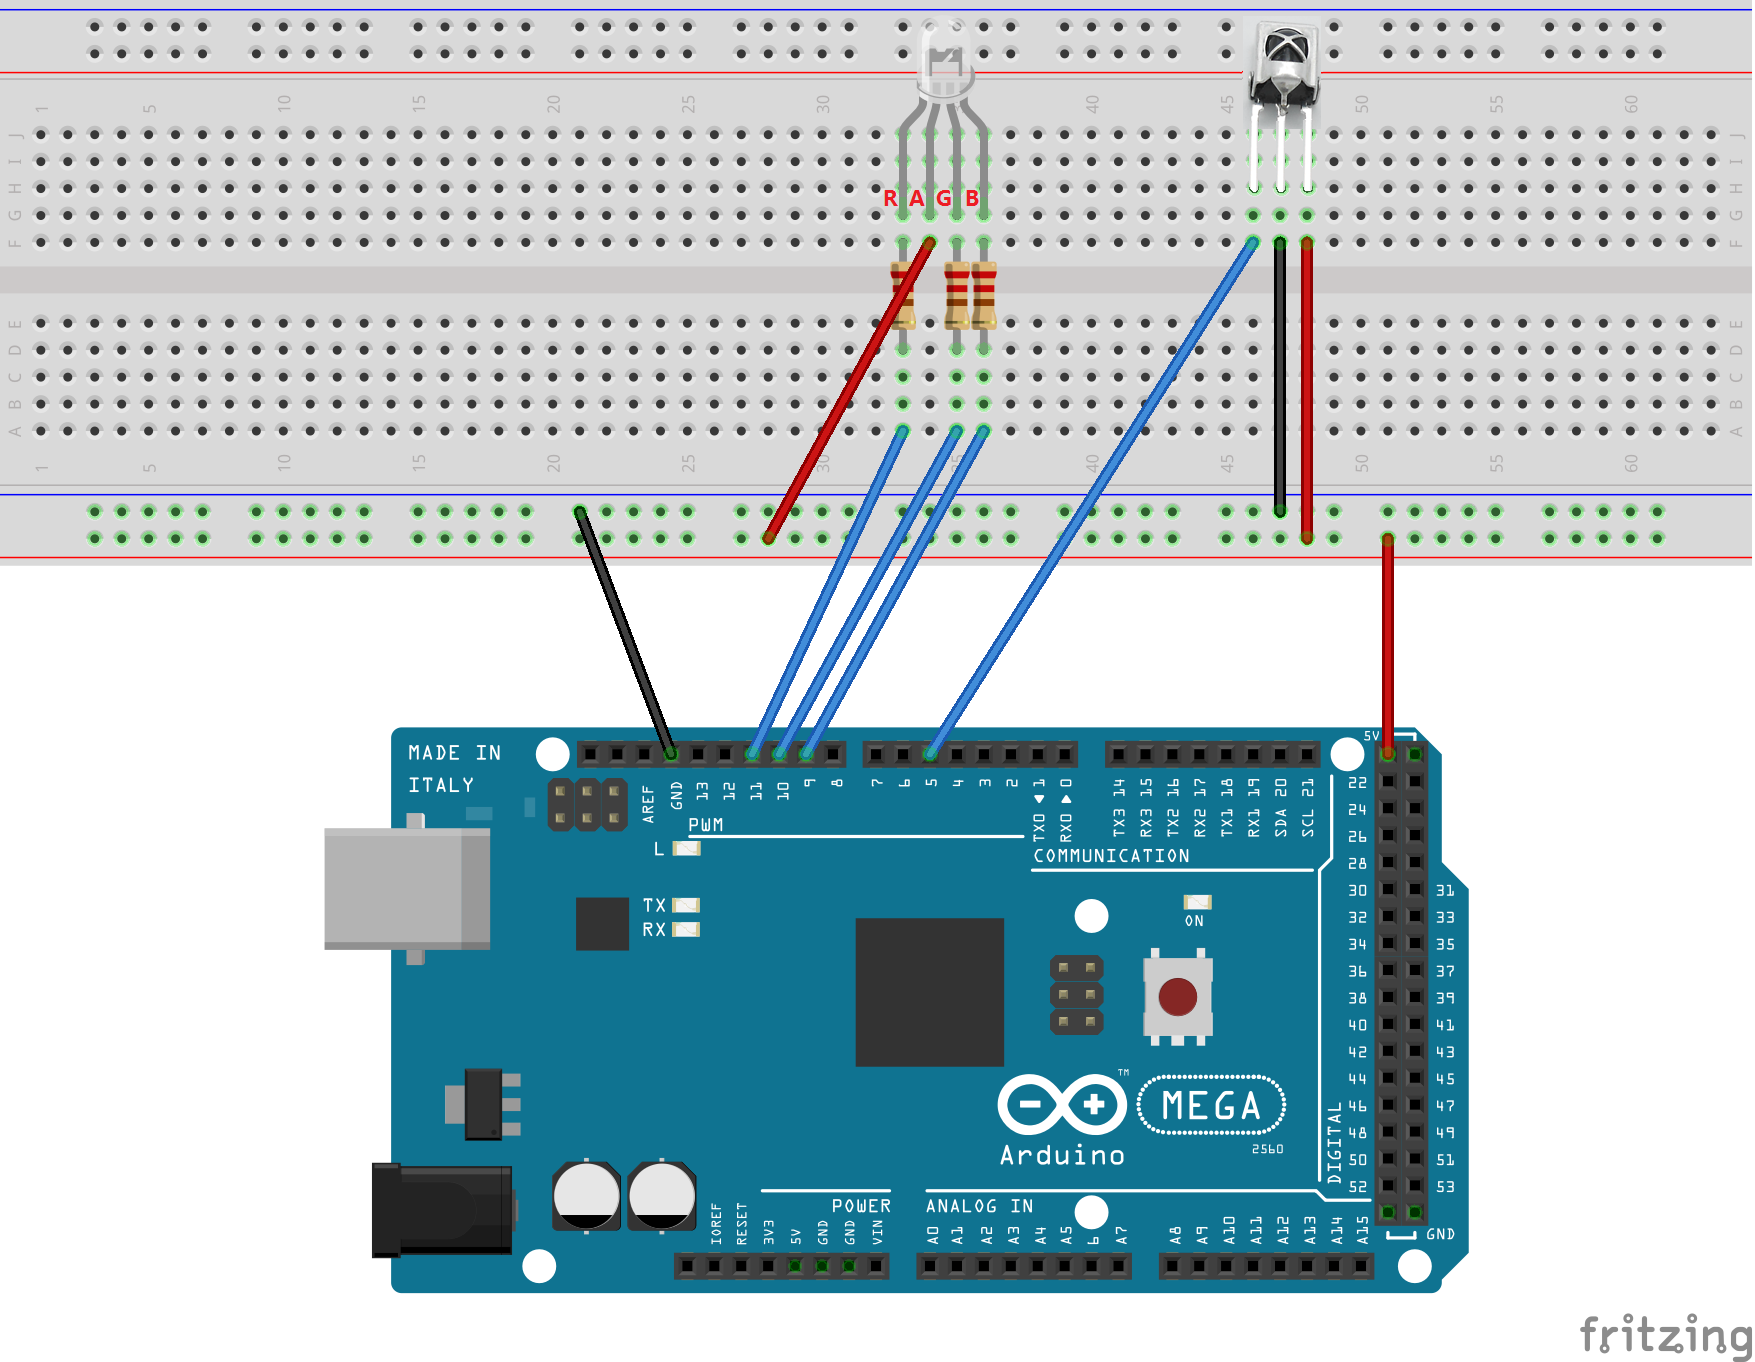 1 5 10 15 20 25 30 40 45 50 55 60
J J
I I
H H
G G
F F
R A G B
E E
D D
C C
B B
A A
1 5 10 15 20 25 30 35 40 45 50 55 60
MADE IN
ITALY
AREF GND 13 12 11 10 9 8 7 6 5 4 3 2 TX0 1 RX0 0 TX3 14 RX3 15 TX2 16 RX2 17 TX1 18 RX1 19 SDA 20 SCL 21
5V
PWM
COMMUNICATION
L
TX
RX
ON
22
24
26
28
30 31
32 33
34 35
36 37
38 39
40 41
42 43
44 45
46 47
48 49
50 51
52 53
GND
DIGITAL
TM
MEGA
2560
Arduino
POWER
ANALOG IN
IOREF RESET 3V3 5V GND GND VIN A0 A1 A2 A3 A4 A5 6 A7 A8 A9 A10 A11 A12 A13 A14 A15
fritzing